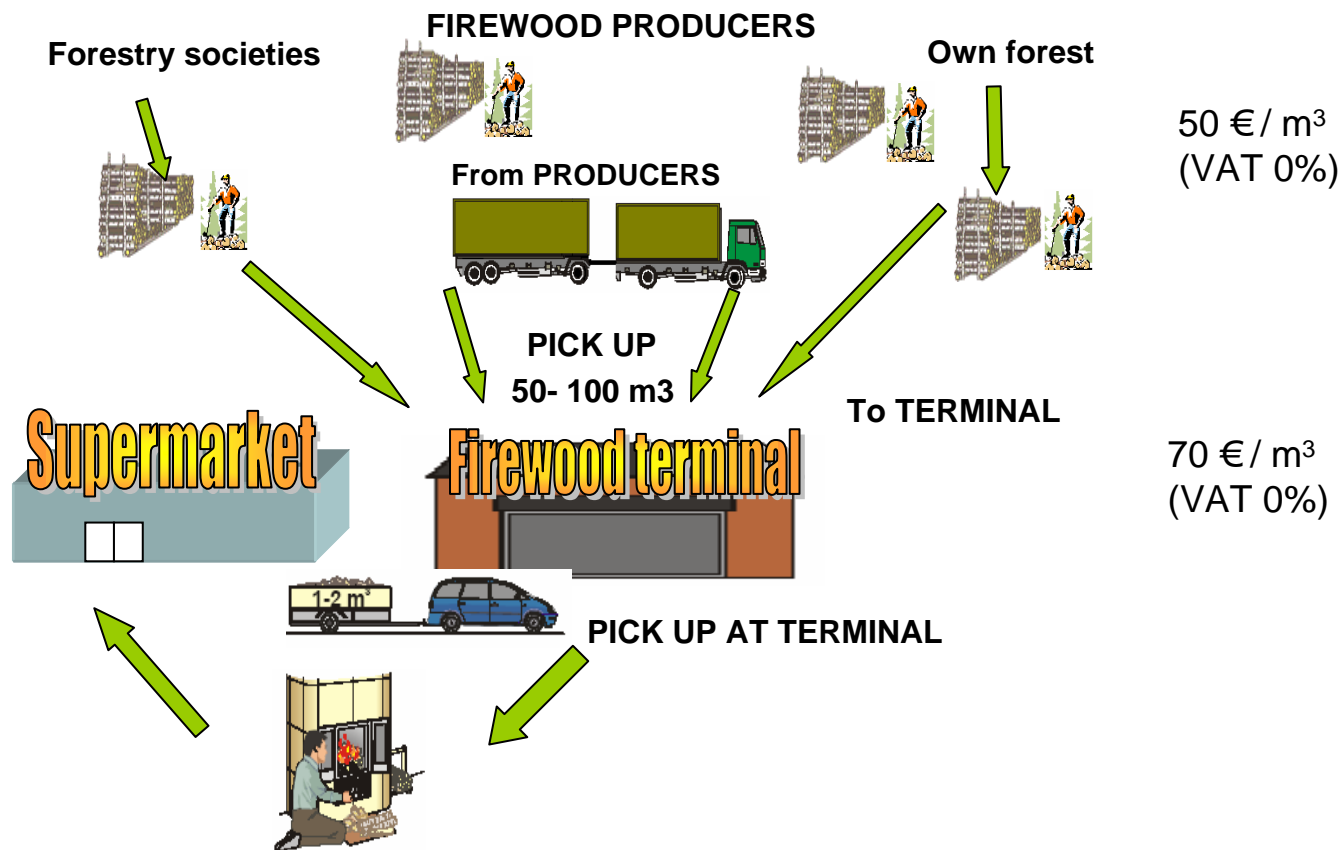 FIREWOOD PRODUCERS
Forestry societies
Own forest
50 €/ m³
(VAT 0%)
From PRODUCERS
PICK UP
50- 100 m3
To TERMINAL
Supermarket
Firewood terminal
70 €/ m³
(VAT 0%)
1-2 m³
PICK UP AT TERMINAL